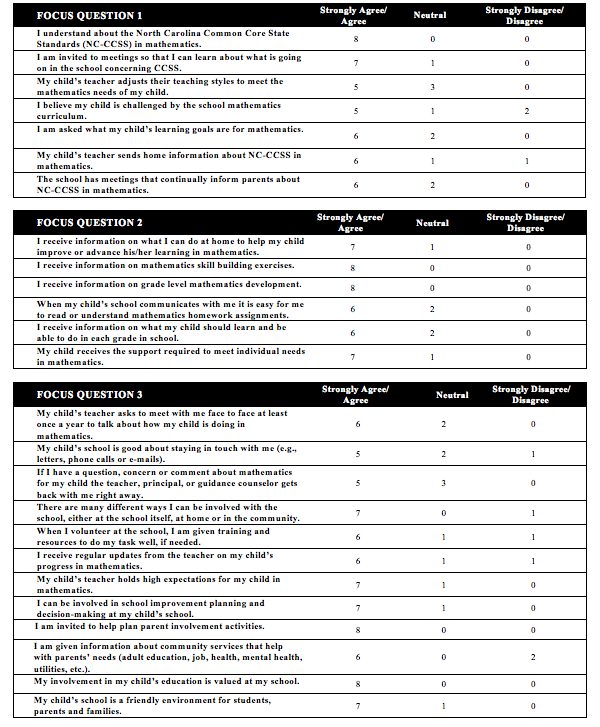 FOCUS QUESTION 1 Strongly Agree/ Agree Neutral Strongly Disagree/ Disagree
I understand about the North Carolina Common Core State
Standards (NC-CCSS) in mathematics. 8 0 0
I am invited to meetings so that I can learn about what is going
on in the school concerning CCSS. 7 1 0
My child's teacher adjusts their teaching styles to meet the
mathematics needs of my child. 5 3 0
I believe my child is challenged by the school mathematics
curriculum. 5 1 2
I am asked what my child's learning goals are for mathematics. 6 2 0
My child's teacher sends home information about NC-CCSS in
mathematics. 6 1 1
The school has meetings that continually inform parents about
NC-CCSS in mathematics. 6 2 0
FOCUS QUESTION 2 Strongly Agree/ Agree Neutral Strongly Disagree/ Disagree
I receive information on what I can do at home to help my child
improve or advance his/her learning in mathematics. 7 1 0
I receive information on mathematics skill building exercises. 8 0 0
I receive information on grade level mathematics development. 8 0 0
When my child's school communicates with me it is easy for me
to read or understand mathematics homework assignments. 6 2 0
I receive information on what my child should learn and be
able to do in each grade in school. 6 2 0
My child receives the support required to meet individual needs
in mathematics. 7 1 0
FOCUS QUESTION 3 Strongly Agree/ Agree Neutral Strongly Disagree/ Disagree
My child's teacher asks to meet with me face to face at least
once a year to talk about how my child is doing in
mathematics. 6 2 0
My child's school is good about staying in touch with me (e.g.,
letters, phone calls or e-mails). 5 2 1
If I have a question, concern or comment about mathematics
for my child the teacher, principal, or guidance counselor gets
back with me right away. 5 3 0
There are many different ways I can be involved with the
school, either at the school itself, at home or in the community. 7 0 1
When I volunteer at the school, I am given training and
resources to do my task well, if needed. 6 1 1
I receive regular updates from the teacher on my child's
progress in mathematics. 6 1 1
My child's teacher holds high expectations for my child in
mathematics. 7 1 0
I can be involved in school improvement planning and
decision-making at my child's school. 7 1 0
I am invited to help plan parent involvement activities. 8 0 0
I am given information about community services that help
with parents' needs (adult education, job, health, mental health,
utilities, etc.). 6 0 2
My involvement in my child's education is valued at my school. 8 0 0
My child's school is a friendly environment for students,
parents and families. 7 1 0